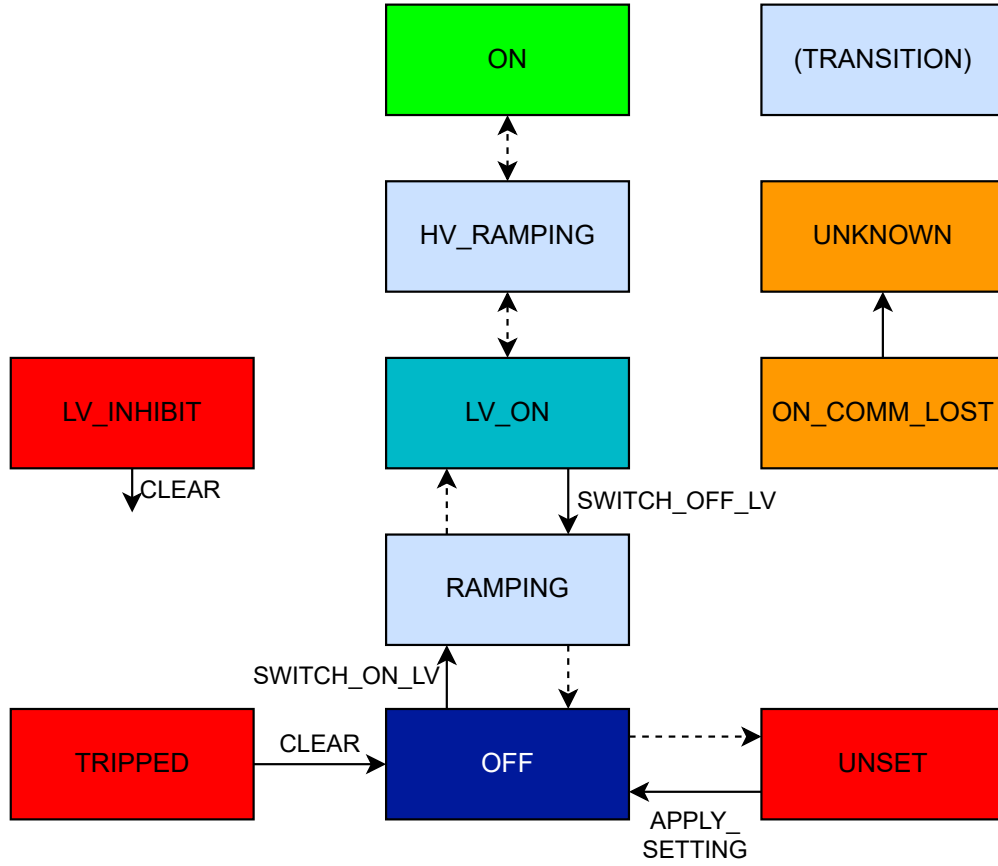 ON
(TRANSITION)
HV_RAMPING
UNKNOWN
LV_INHIBIT
LV_ON
ON_COMM_LOST
CLEAR
SWITCH_OFF_LV
RAMPING
SWITCH_ON_LV
TRIPPED
CLEAR
OFF
UNSET
APPLY_
SETTING